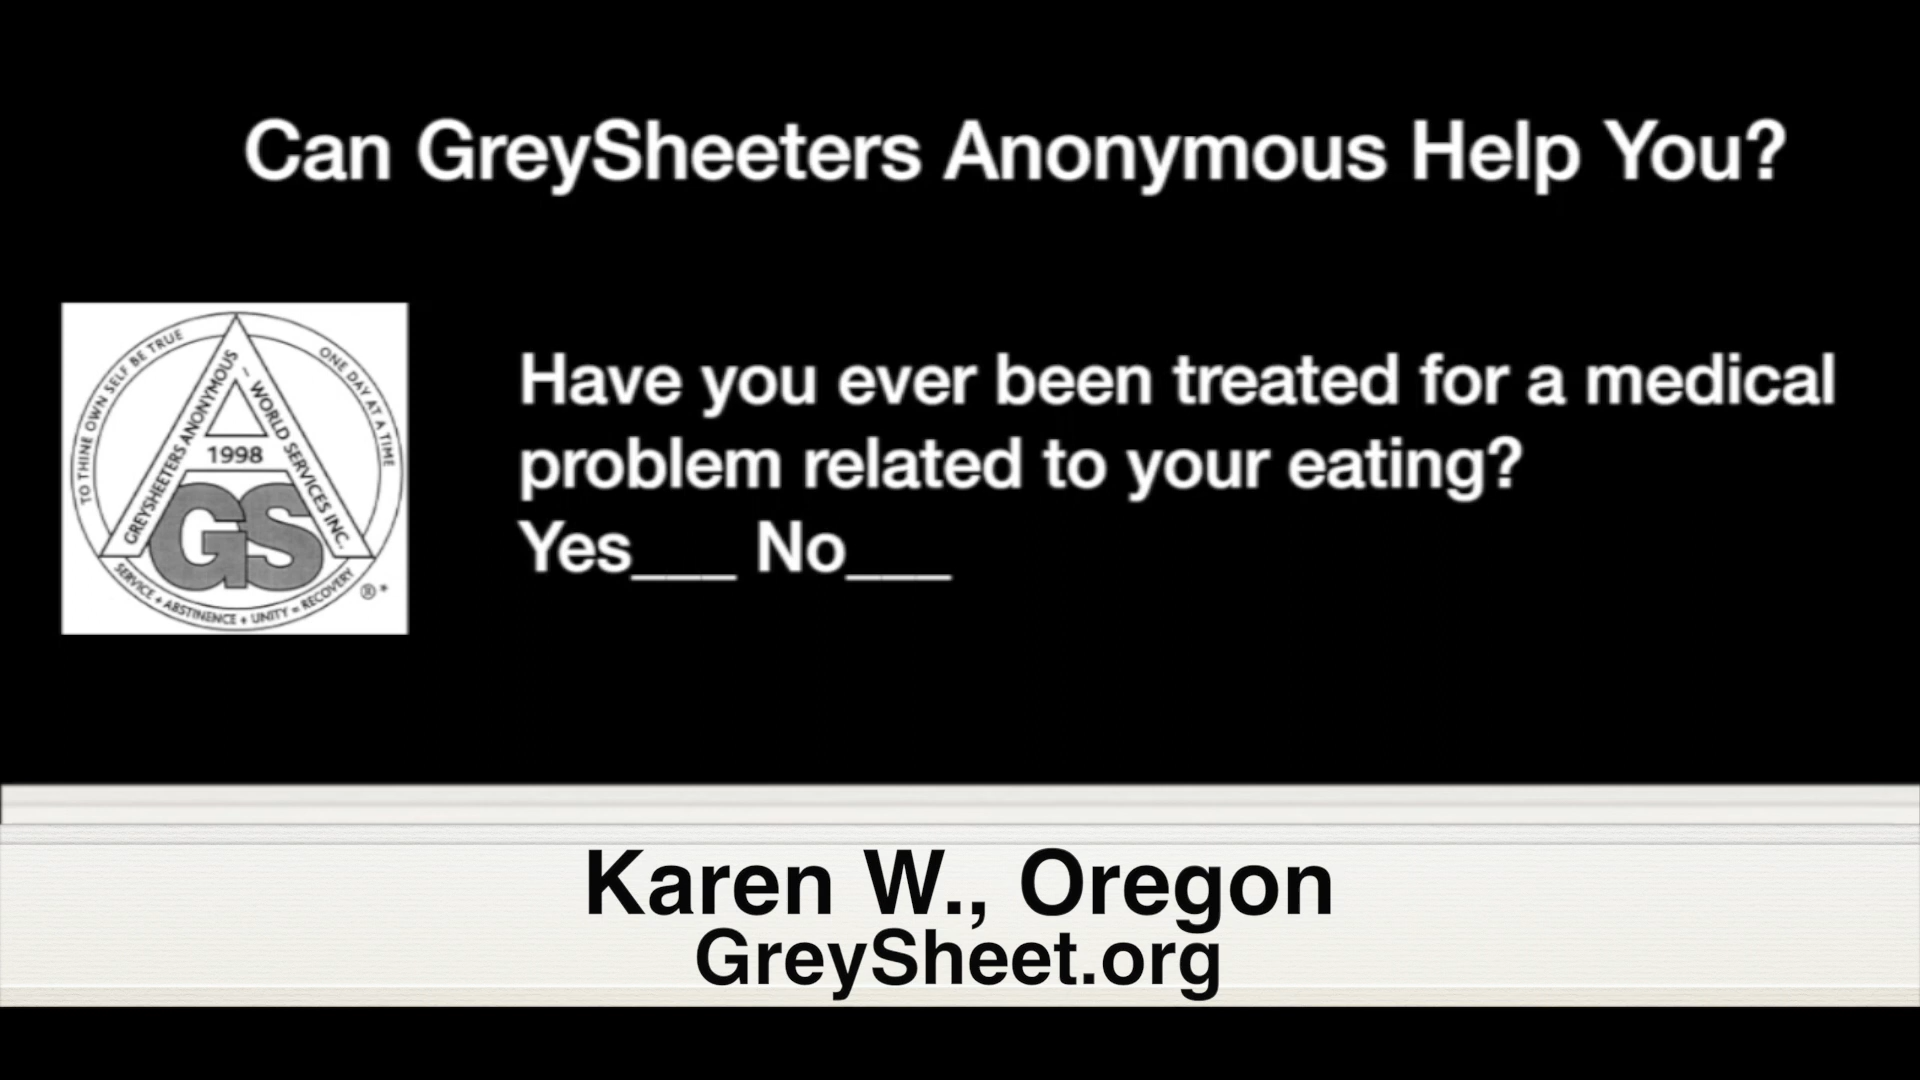 Can GreySheeters Anonymous Help You?
TO THINE OWN SELF BE TRUE
ONE DAY AT A TIME
GREYSHEETERS ANONYMOUS – WORLD SERVICES INC.
1998
GS
SERVICE + ABSTINENCE + UNITY = RECOVERY
®*
Have you ever been treated for a medical
problem related to your eating?
Yes___ No___
Karen W., Oregon
GreySheet.org